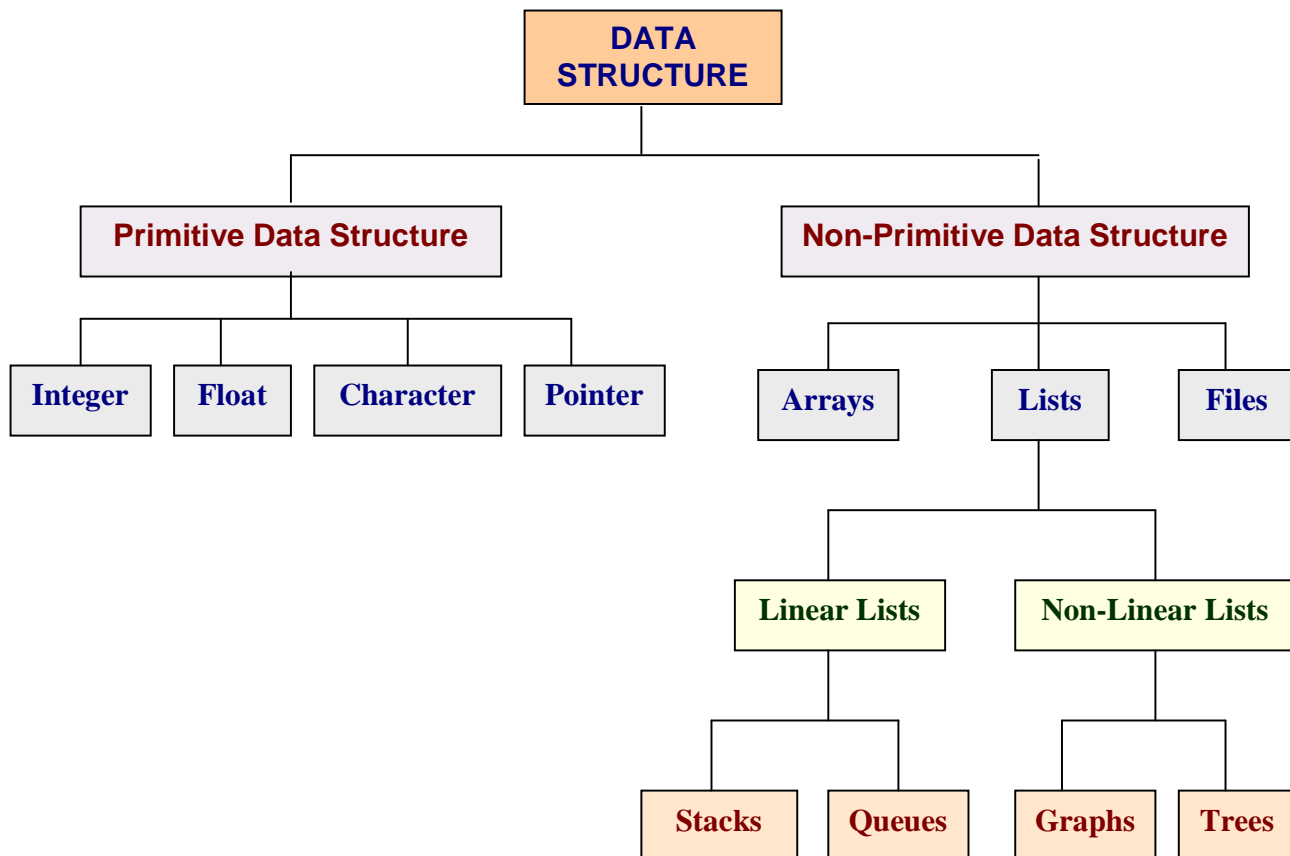 DATA
STRUCTURE
Primitive Data Structure
Non-Primitive Data Structure
Integer
Float
Character
Pointer
Arrays
Lists
Files
Linear Lists
Non-Linear Lists
Stacks
Queues
Graphs
Trees